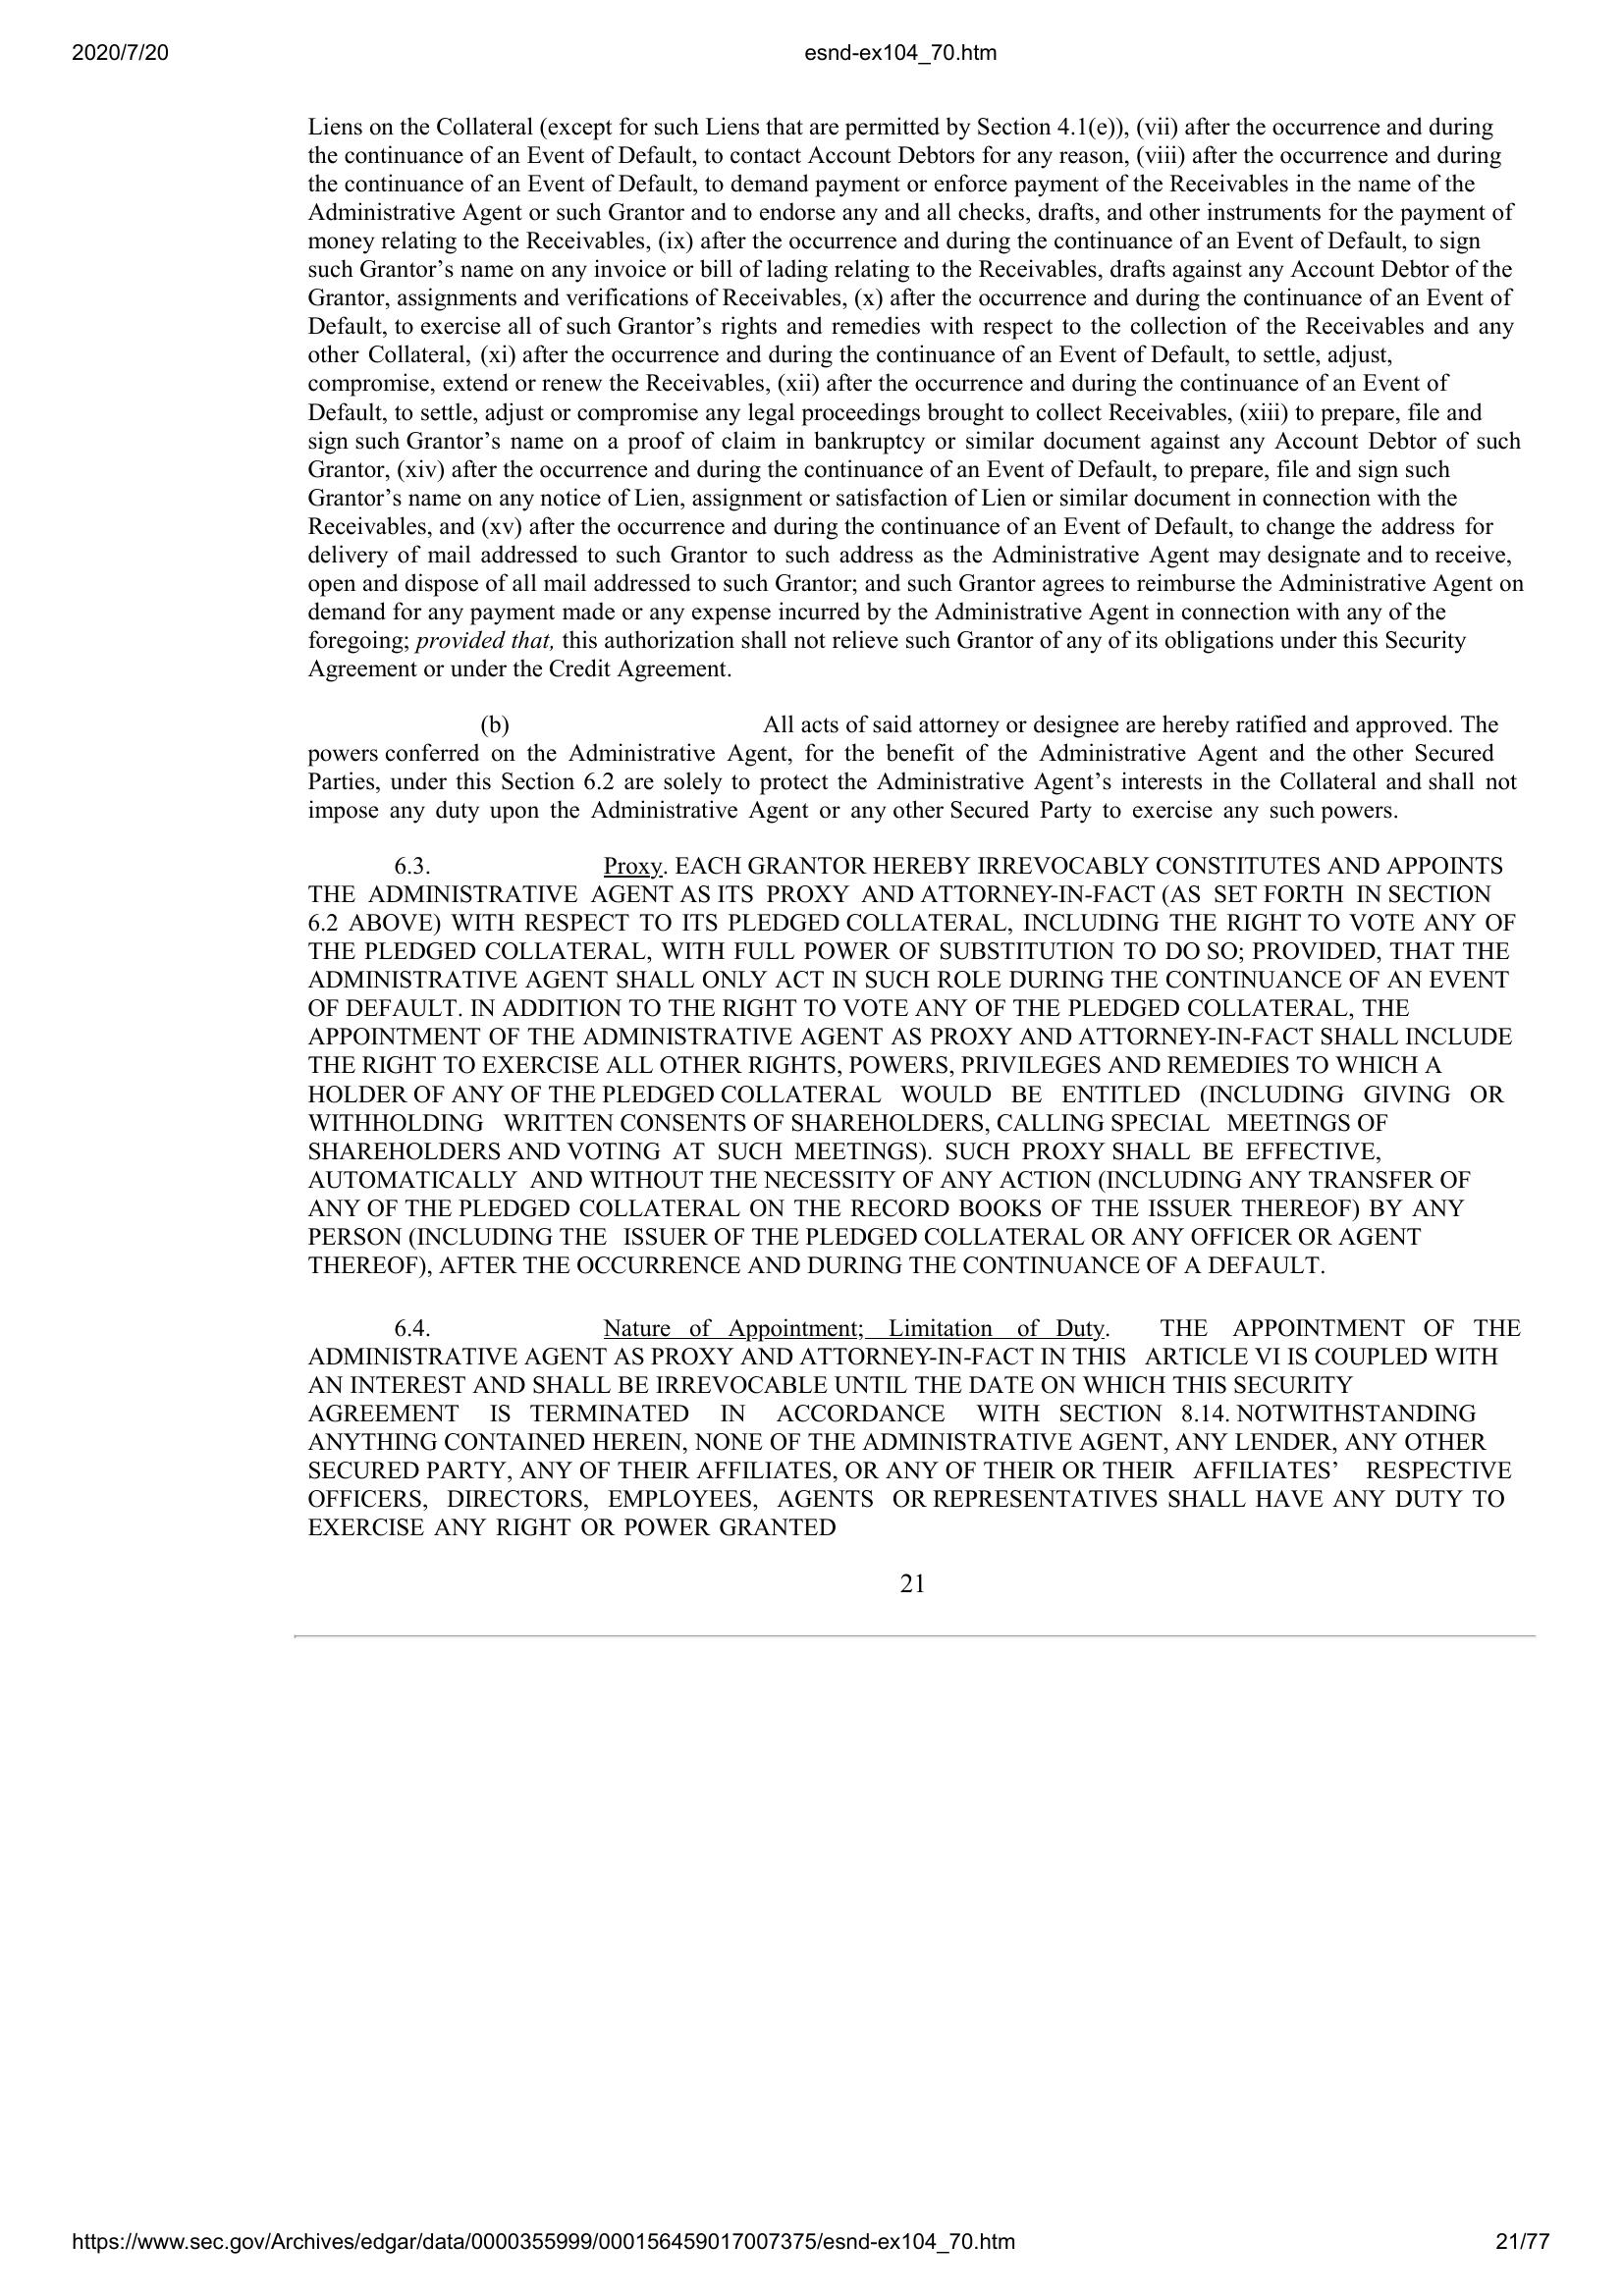 2020/7/20 esnd-ex104_70.htm
Liens on the Collateral (except for such Liens that are permitted by Section 4.1(e)), (vii) after the occurrence and during
the continuance of an Event of Default, to contact Account Debtors for any reason, (viii) after the occurrence and during
the continuance of an Event of Default, to demand payment or enforce payment of the Receivables in the name of the
Administrative Agent or such Grantor and to endorse any and all checks, drafts, and other instruments for the payment of
money relating to the Receivables, (ix) after the occurrence and during the continuance of an Event of Default, to sign
such Grantor’s name on any invoice or bill of lading relating to the Receivables, drafts against any Account Debtor of the
Grantor, assignments and verifications of Receivables, (x) after the occurrence and during the continuance of an Event of
Default, to exercise all of such Grantor’s rights and remedies with respect to the collection of the Receivables and any
other Collateral, (xi) after the occurrence and during the continuance of an Event of Default, to settle, adjust,
compromise, extend or renew the Receivables, (xii) after the occurrence and during the continuance of an Event of
Default, to settle, adjust or compromise any legal proceedings brought to collect Receivables, (xiii) to prepare, file and
sign such Grantor’s name on a proof of claim in bankruptcy or similar document against any Account Debtor of such
Grantor, (xiv) after the occurrence and during the continuance of an Event of Default, to prepare, file and sign such
Grantor’s name on any notice of Lien, assignment or satisfaction of Lien or similar document in connection with the
Receivables, and (xv) after the occurrence and during the continuance of an Event of Default, to change the address for
delivery of mail addressed to such Grantor to such address as the Administrative Agent may designate and to receive,
open and dispose of all mail addressed to such Grantor; and such Grantor agrees to reimburse the Administrative Agent on
demand for any payment made or any expense incurred by the Administrative Agent in connection with any of the
foregoing; provided that, this authorization shall not relieve such Grantor of any of its obligations under this Security
Agreement or under the Credit Agreement.
(b) All acts of said attorney or designee are hereby ratified and approved. The
powers conferred on the Administrative Agent, for the benefit of the Administrative Agent and the other Secured
Parties, under this Section 6.2 are solely to protect the Administrative Agent’s interests in the Collateral and shall not
impose any duty upon the Administrative Agent or any other Secured Party to exercise any such powers.
6.3. Proxy. EACH GRANTOR HEREBY IRREVOCABLY CONSTITUTES AND APPOINTS
THE ADMINISTRATIVE AGENT AS ITS PROXY AND ATTORNEY-IN-FACT (AS SET FORTH IN SECTION
6.2 ABOVE) WITH RESPECT TO ITS PLEDGED COLLATERAL, INCLUDING THE RIGHT TO VOTE ANY OF
THE PLEDGED COLLATERAL, WITH FULL POWER OF SUBSTITUTION TO DO SO; PROVIDED, THAT THE
ADMINISTRATIVE AGENT SHALL ONLY ACT IN SUCH ROLE DURING THE CONTINUANCE OF AN EVENT
OF DEFAULT. IN ADDITION TO THE RIGHT TO VOTE ANY OF THE PLEDGED COLLATERAL, THE
APPOINTMENT OF THE ADMINISTRATIVE AGENT AS PROXY AND ATTORNEY-IN-FACT SHALL INCLUDE
THE RIGHT TO EXERCISE ALL OTHER RIGHTS, POWERS, PRIVILEGES AND REMEDIES TO WHICH A
HOLDER OF ANY OF THE PLEDGED COLLATERAL WOULD BE ENTITLED (INCLUDING GIVING OR
WITHHOLDING WRITTEN CONSENTS OF SHAREHOLDERS, CALLING SPECIAL MEETINGS OF
SHAREHOLDERS AND VOTING AT SUCH MEETINGS). SUCH PROXY SHALL BE EFFECTIVE,
AUTOMATICALLY AND WITHOUT THE NECESSITY OF ANY ACTION (INCLUDING ANY TRANSFER OF
ANY OF THE PLEDGED COLLATERAL ON THE RECORD BOOKS OF THE ISSUER THEREOF) BY ANY
PERSON (INCLUDING THE ISSUER OF THE PLEDGED COLLATERAL OR ANY OFFICER OR AGENT
THEREOF), AFTER THE OCCURRENCE AND DURING THE CONTINUANCE OF A DEFAULT.
6.4. Nature of Appointment; Limitation of Duty. THE APPOINTMENT OF THE
ADMINISTRATIVE AGENT AS PROXY AND ATTORNEY-IN-FACT IN THIS ARTICLE VI IS COUPLED WITH
AN INTEREST AND SHALL BE IRREVOCABLE UNTIL THE DATE ON WHICH THIS SECURITY
AGREEMENT IS TERMINATED IN ACCORDANCE WITH SECTION 8.14. NOTWITHSTANDING
ANYTHING CONTAINED HEREIN, NONE OF THE ADMINISTRATIVE AGENT, ANY LENDER, ANY OTHER
SECURED PARTY, ANY OF THEIR AFFILIATES, OR ANY OF THEIR OR THEIR AFFILIATES’ RESPECTIVE
OFFICERS, DIRECTORS, EMPLOYEES, AGENTS OR REPRESENTATIVES SHALL HAVE ANY DUTY TO
EXERCISE ANY RIGHT OR POWER GRANTED
21
https://www.sec.gov/Archives/edgar/data/0000355999/000156459017007375/esnd-ex104_70.htm 21/77